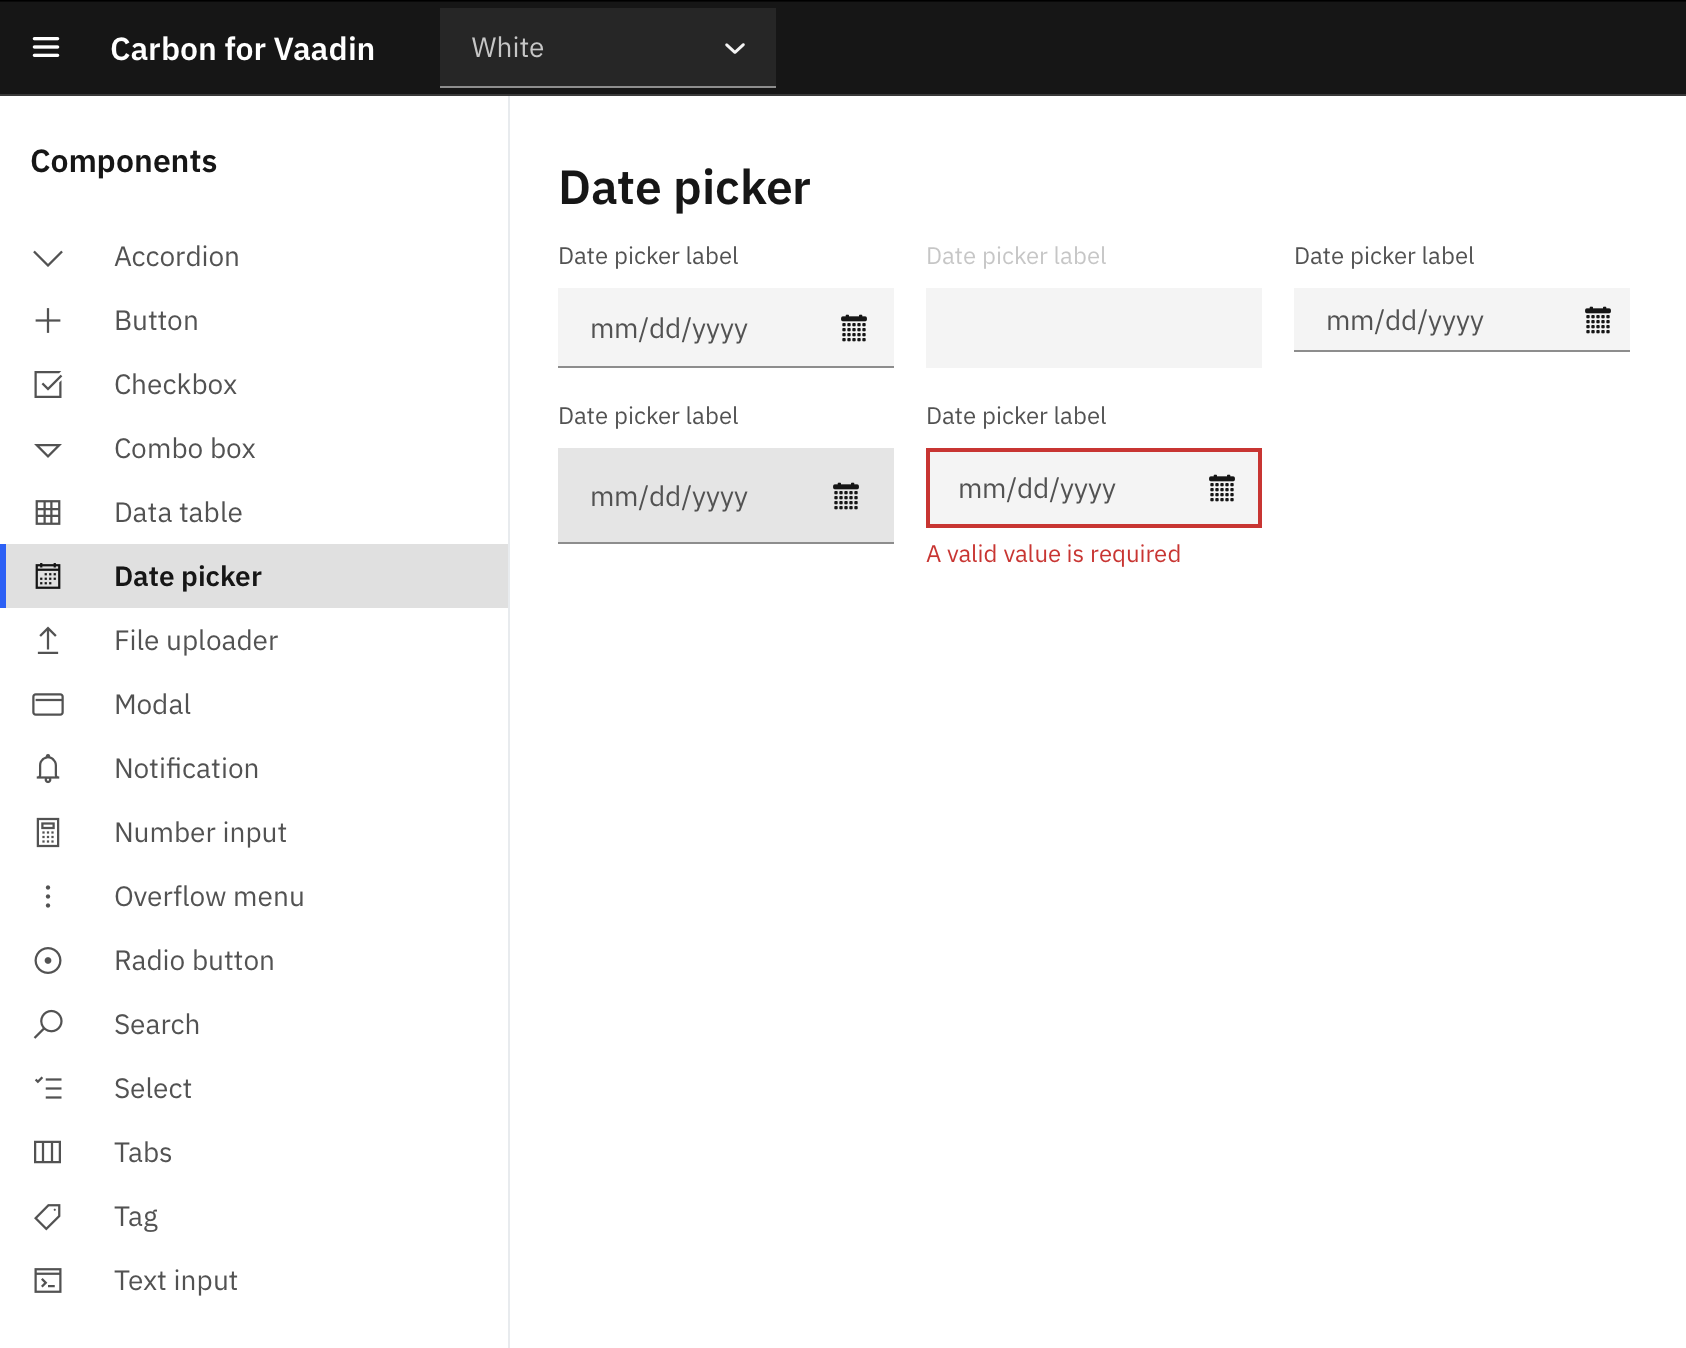 Carbon for Vaadin
White
Components
Accordion
Button
Checkbox
Combo box
Data table
Date picker
File uploader
Modal
Notification
Number input
Overflow menu
Radio button
Search
Select
Tabs
Tag
Text input
Date picker
Date picker label
mm/dd/yyyy
Date picker label
Date picker label
mm/dd/yyyy
Date picker label
mm/dd/yyyy
Date picker label
mm/dd/yyyy
A valid value is required